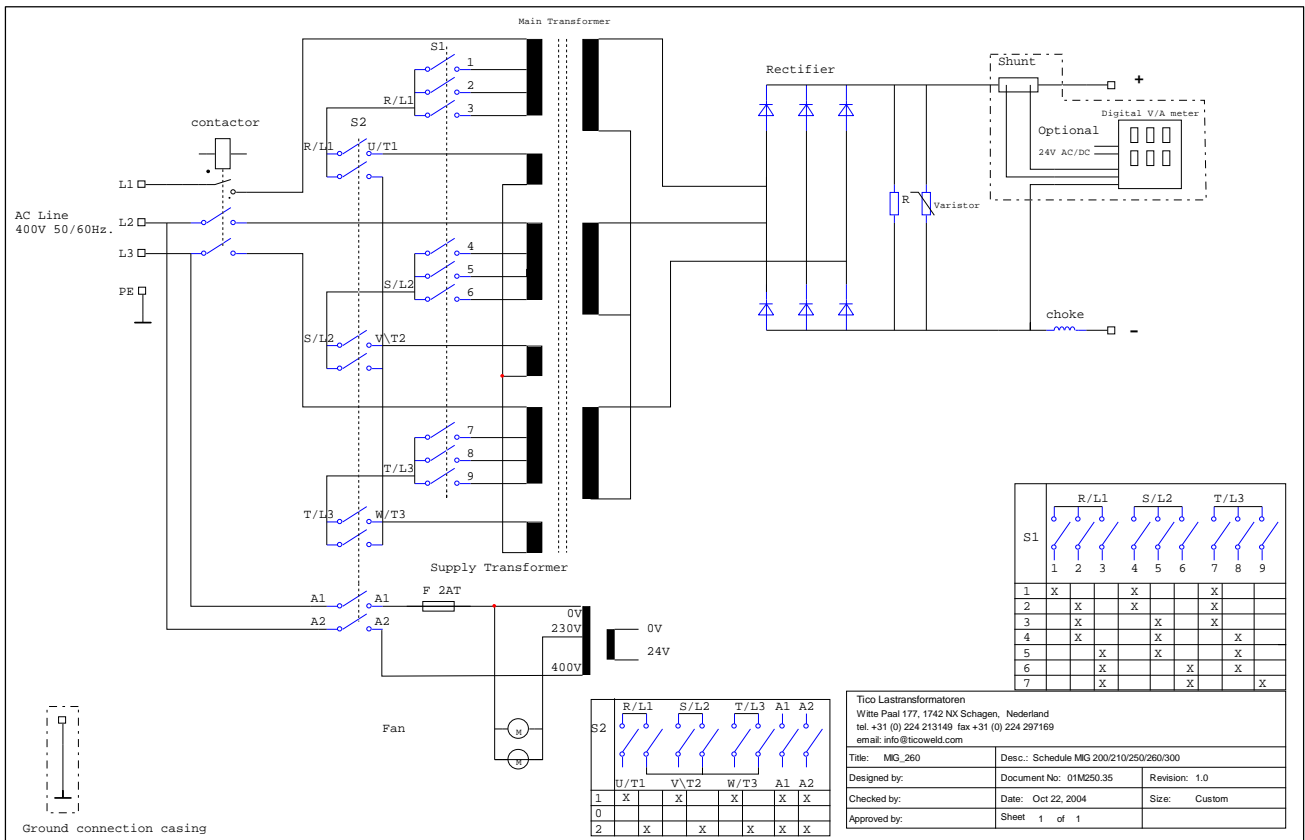 Main Transformer
S1
1
2
3
R/L1
contactor
S2
R/L1 U/T1
L1
AC Line
400V 50/60Hz.
L2
L3
PE
4
5
6
S/L2
S/L2 V\T2
7
8
9
T/L3
T/L3 W/T3
Rectifier
R
Varistor
Shunt
+
Digital V/A meter
Optional
24V AC/DC
choke
-
Supply Transformer
F 2AT
A1 A1
A2 A2
0V
230V
400V
0V
24V
Fan
M
M
Ground connection casing
R/L1 S/L2 T/L3
S1
1 2 3 4 5 6 7 8 9
1 X X X
2 X X X
3 X X X
4 X X X
5 X X X
6 X X X
7 X X X
R/L1 S/L2 T/L3 A1 A2
S2
U/T1 V\T2 W/T3 A1 A2
1 X X X X X
0
2 X X X X X
Tico Lastransformatoren
Witte Paal 177, 1742 NX Schagen, Nederland
tel. +31 (0) 224 213149 fax +31 (0) 224 297169
email: info@ticoweld.com
Title: MIG_260 Desc.: Schedule MIG 200/210/250/260/300
Designed by: Document No: 01M250.35 Revision: 1.0
Checked by: Date: Oct 22, 2004 Size: Custom
Approved by: Sheet 1 of 1